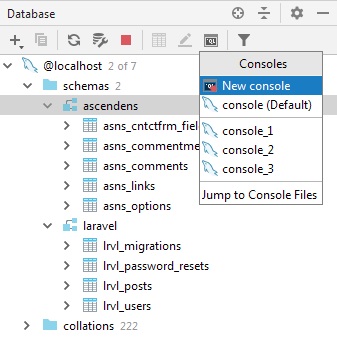 Database
@localhost 2 of 7
schemas 2
ascendens
asns_cntctfrm_fiel
asns_commentme
asns_comments
asns_links
asns_options
laravel
lrvl_migrations
lrvl_password_resets
lrvl_posts
lrvl_users
collations 222
Consoles
New console
console (Default)
console_1
console_2
console_3
Jump to Console Files